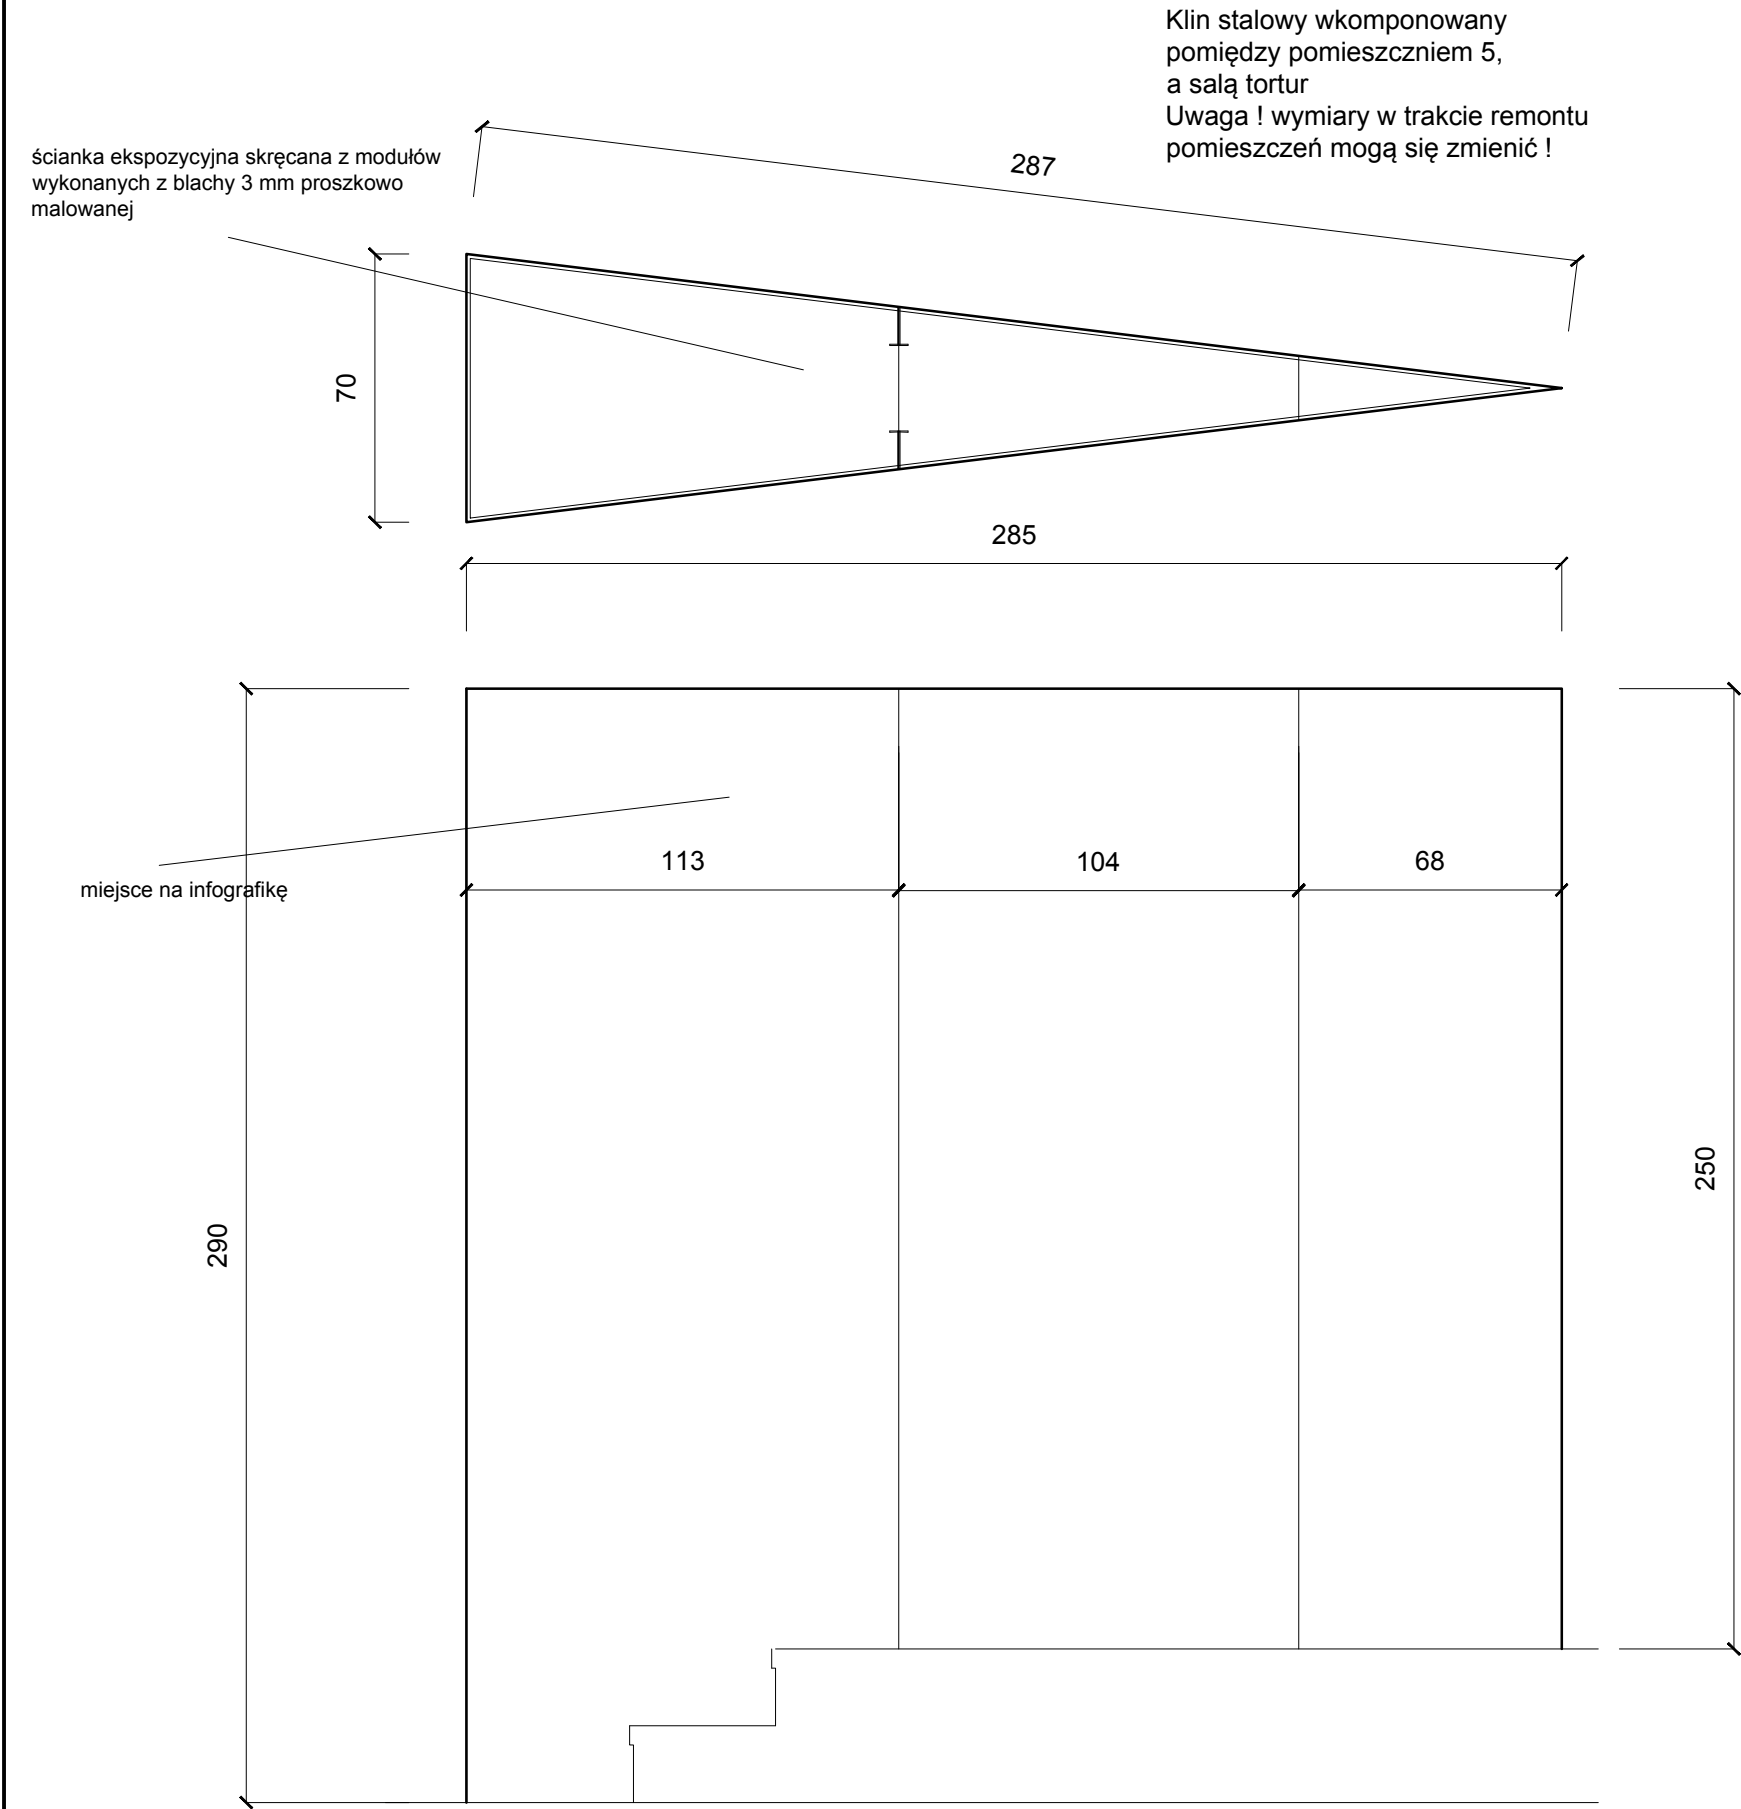 Klin stalowy wkomponowany
pomiędzy pomieszczniem 5,
a salą tortur
Uwaga ! wymiary w trakcie remontu
pomieszczeń mogą się zmienić !
ścianka ekspozycyjna skręcana z modułów
wykonanych z blachy 3 mm proszkowo
malowanej
287
70
285
113
104
68
miejsce na infografikę
250
290